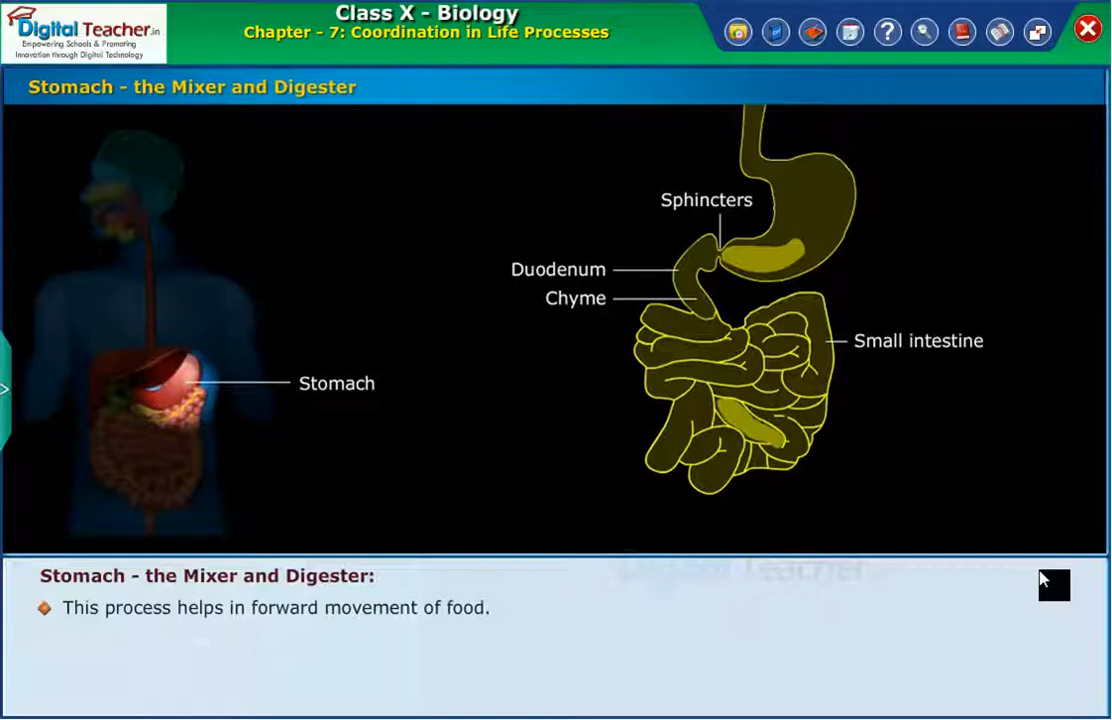 Digital Teacher.in
Empowering Schools & Promoting
Innovation through Digital Technology
Class X - Biology
Chapter - 7: Coordination in Life Processes
Stomach - the Mixer and Digester
Sphincters
Duodenum
Chyme
Small intestine
Stomach
Stomach - the Mixer and Digester:
This process helps in forward movement of food.